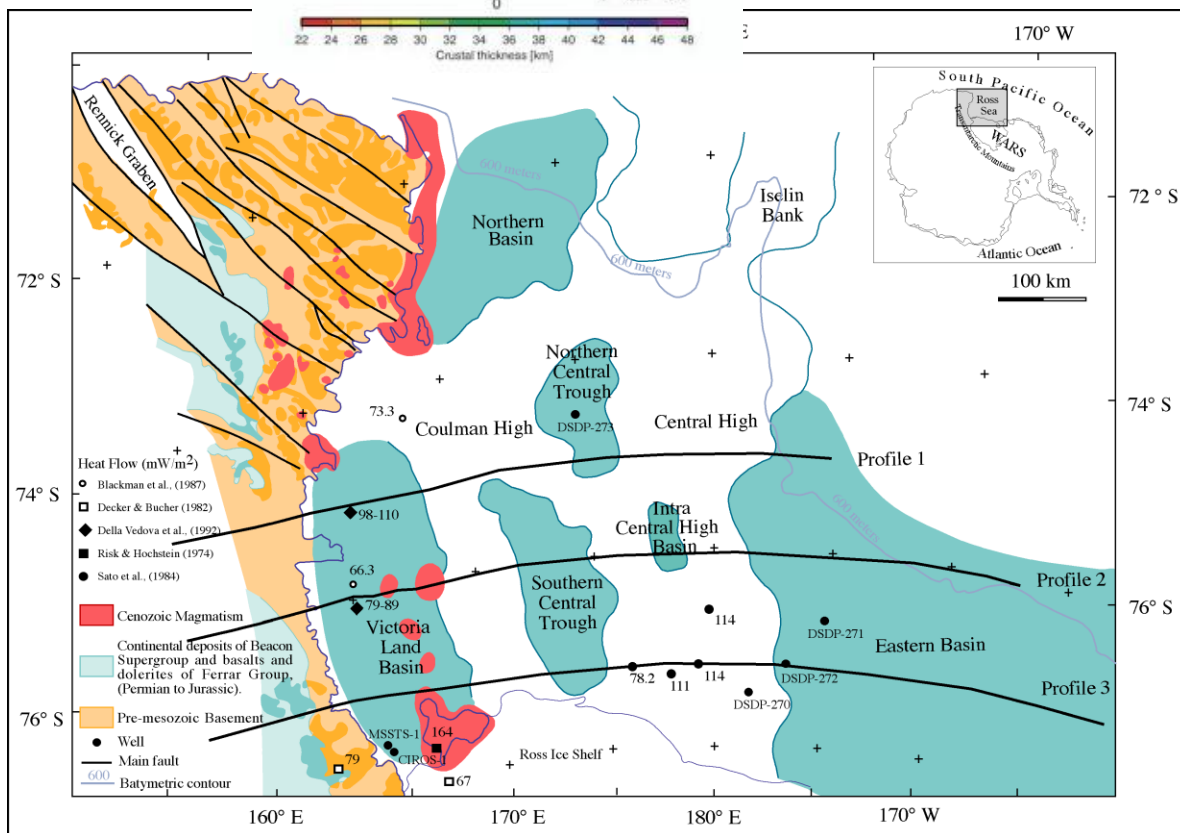 0
22 24 26 28 30 32 34 36 38 40 42 44 46 48
Crustal thickness [km]
E
170° W
South Pacific
Ocean
Ross
Sea
WARS
Transantarctic Mountains
Atlantic Ocean
100 km
Rennick Graben
600 meters
Northern
Basin
Iselin
Bank
600 meters
72° S
72° S
Northern
Central
Trough
DSDP-273
73.3
Coulman High
Central High
74° S
Profile 1
Heat Flow (mW/m²)
Blackman et al., (1987)
Decker & Bucher (1982)
Della Vedova et al., (1992)
Risk & Hochstein (1974)
Sato et al., (1984)
74° S
98-110
Intra
Central High
Basin
600 meters
66.3
79-89
Profile 2
Southern
Central
Trough
76° S
Cenozoic Magmatism
Victoria
Land
Basin
114
DSDP-271
Eastern Basin
Continental deposits of Beacon
Supergroup and basalts and
dolerites of Ferrar Group,
(Permian to Jurassic).
78.2
111
114
DSDP-272
DSDP-270
Profile 3
76° S
Pre-mesozoic Basement
Well
Main fault
600
Batymetric contour
MSSTS-1
CIROS-1
164
79
67
Ross Ice Shelf
160° E
170° E
180° E
170° W